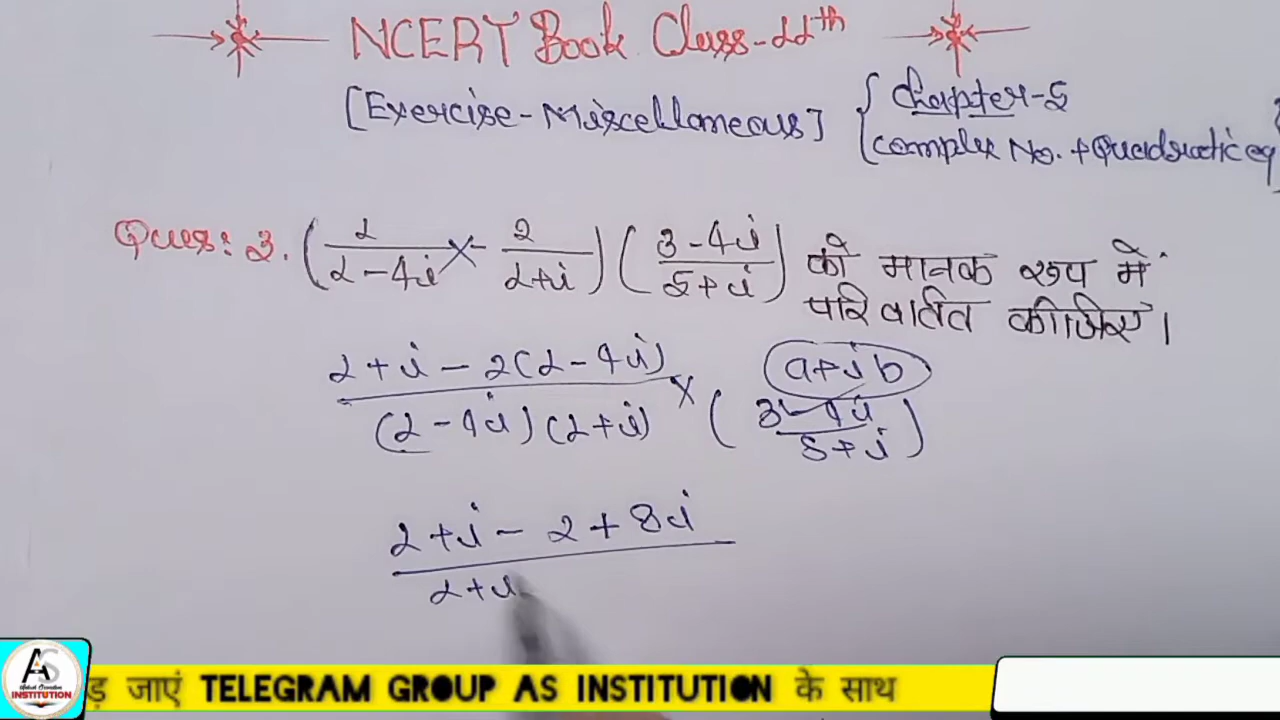 NCERT Book Class-11th
[Exercise-Miscellaneous] { Chapter-5
{ Complex No. + Quadratic eq
Ques: 3. (1/(1-4i) - 2/(1+i)) ((3-4i)/(5+i)) को मानक रूप में
परिवर्तित कीजिए।
(1+i-2(1-4i))/((1-4i)(1+i)) × ((3-4i)/(5+i)) a+ib
1+i-2+8i
1+i
AS
INSTITUTION
ड़ जाएं TELEGRAM GROUP AS INSTITUTION के साथ